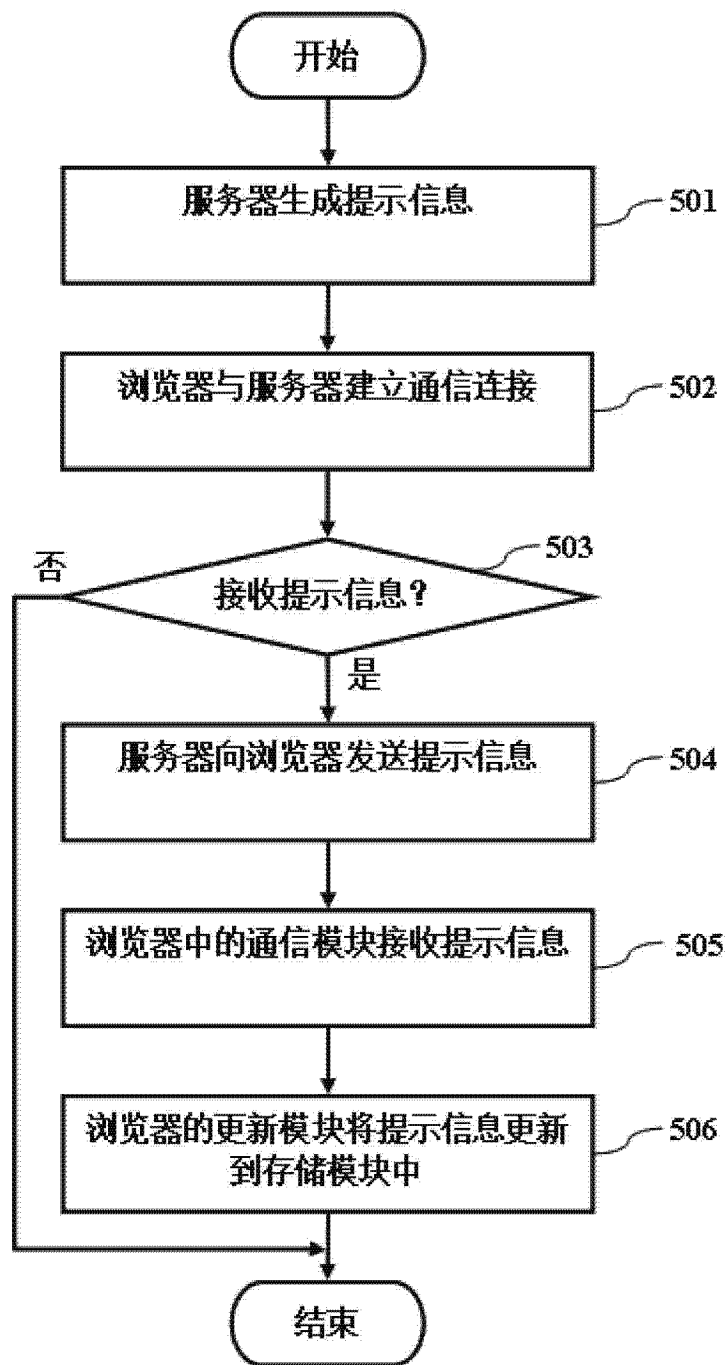 开始
服务器生成提示信息
501
浏览器与服务器建立通信连接
502
503
否
接收提示信息？
是
服务器向浏览器发送提示信息
504
浏览器中的通信模块接收提示信息
505
浏览器的更新模块将提示信息更新
到存储模块中
506
结束